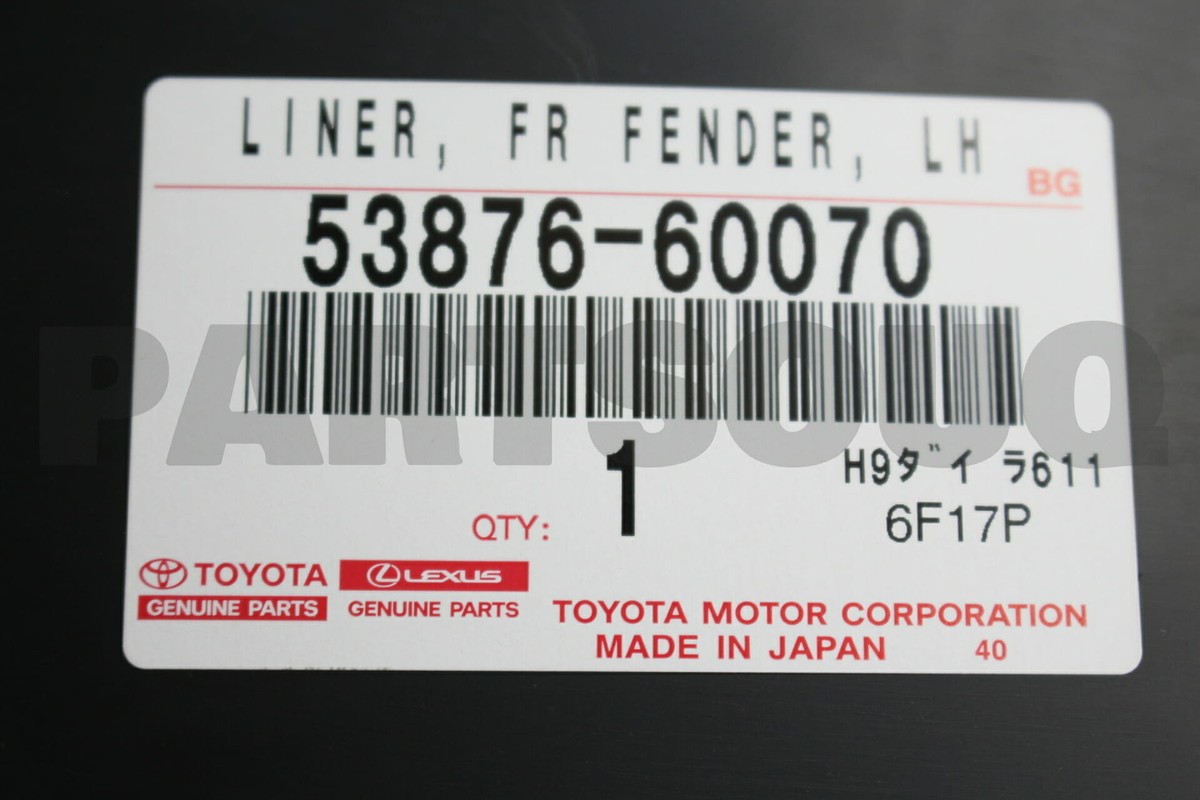 LINER, FR FENDER, LH
BG
53876-60070
PARTSOUQ
H9ダイ ラ611
QTY: 1
6F17P
TOYOTA LEXUS
GENUINE PARTS GENUINE PARTS
TOYOTA MOTOR CORPORATION
MADE IN JAPAN 40